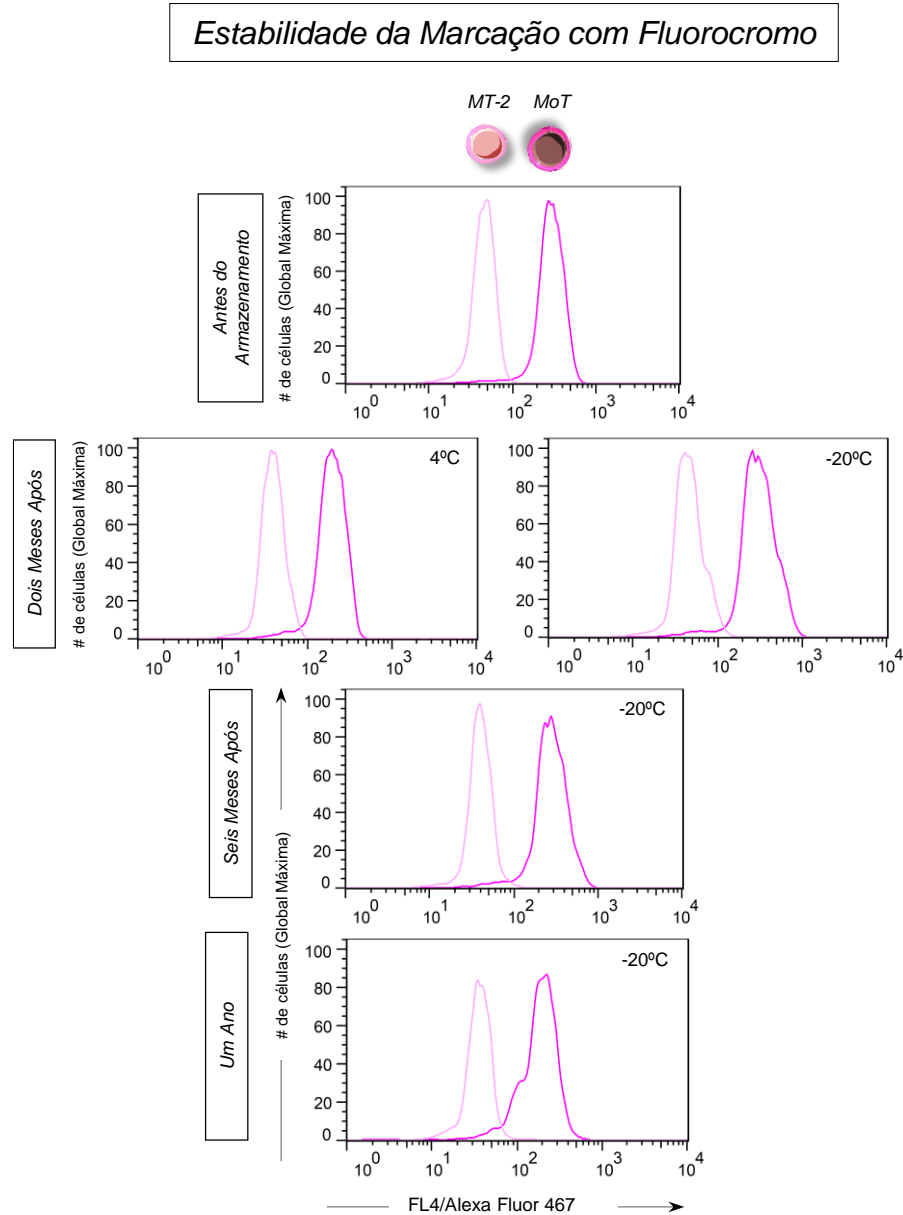 Estabilidade da Marcação com Fluorocromo
MT-2 MoT
Antes do
Armazenamento
# de células (Global Máxima)
100
80
60
40
20
0
10^0 10^1 10^2 10^3 10^4
Dois Meses Após
# de células (Global Máxima)
4ºC
100
80
60
40
20
0
10^0 10^1 10^2 10^3 10^4
-20ºC
100
80
60
40
20
0
10^0 10^1 10^2 10^3 10^4
Seis Meses Após
-20ºC
100
80
60
40
20
0
10^0 10^1 10^2 10^3 10^4
# de células (Global Máxima)
Um Ano
-20ºC
100
80
60
40
20
0
10^0 10^1 10^2 10^3 10^4
FL4/Alexa Fluor 467